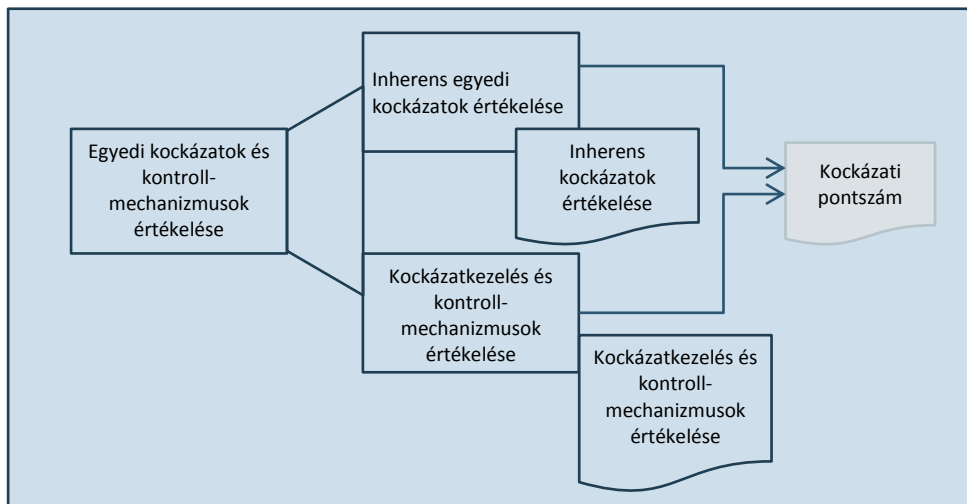 Egyedi kockázatok és
kontroll-
mechanizmusok
értékelése
Inherens egyedi
kockázatok értékelése
Inherens
kockázatok
értékelése
Kockázatkezelés és
kontroll-
mechanizmusok
értékelése
Kockázatkezelés és
kontroll-
mechanizmusok
értékelése
Kockázati
pontszám